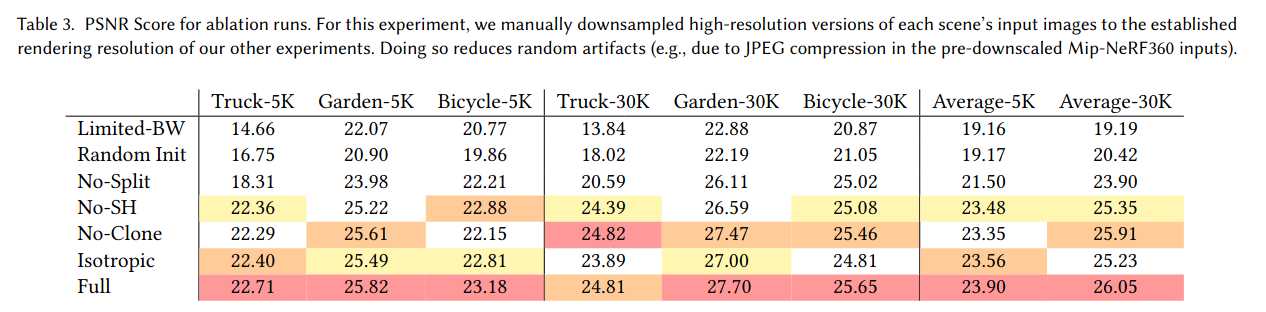 Table 3. PSNR Score for ablation runs. For this experiment, we manually downsampled high-resolution versions of each scene's input images to the established
rendering resolution of our other experiments. Doing so reduces random artifacts (e.g., due to JPEG compression in the pre-downscaled Mip-NeRF360 inputs).
Truck-5K Garden-5K Bicycle-5K Truck-30K Garden-30K Bicycle-30K Average-5K Average-30K
Limited-BW 14.66 22.07 20.77 13.84 22.88 20.87 19.16 19.19
Random Init 16.75 20.90 19.86 18.02 22.19 21.05 19.17 20.42
No-Split 18.31 23.98 22.21 20.59 26.11 25.02 21.50 23.90
No-SH 22.36 25.22 22.88 24.39 26.59 25.08 23.48 25.35
No-Clone 22.29 25.61 22.15 24.82 27.47 25.46 23.35 25.91
Isotropic 22.40 25.49 22.81 23.89 27.00 24.81 23.56 25.23
Full 22.71 25.82 23.18 24.81 27.70 25.65 23.90 26.05